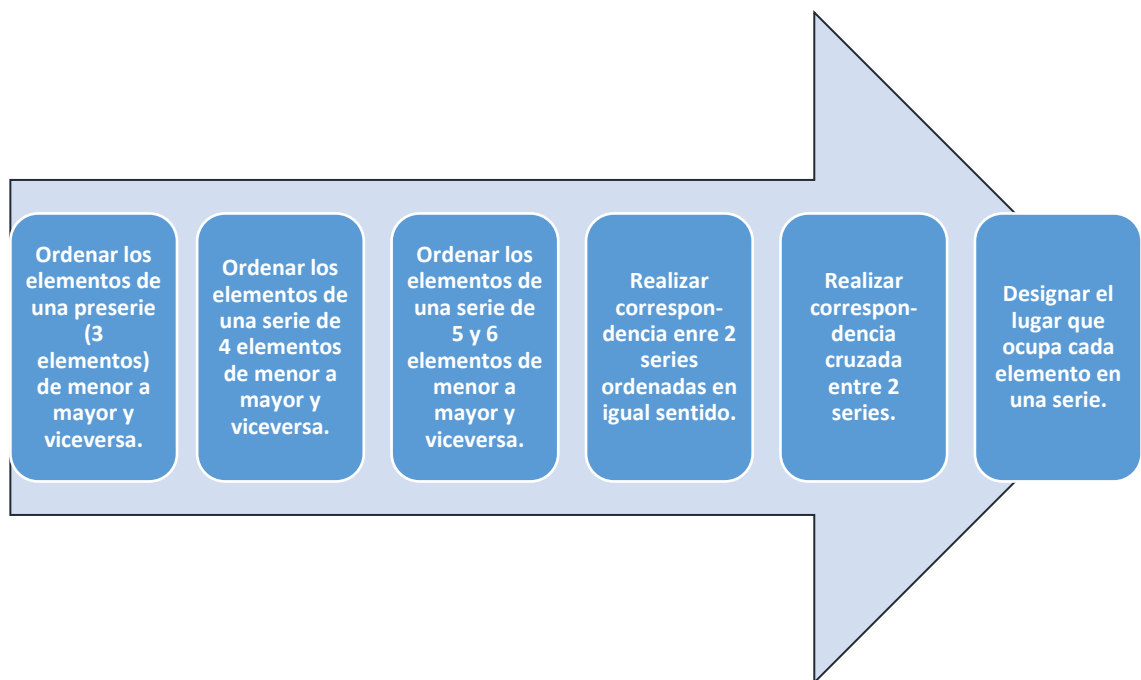 Ordenar los
elementos de
una preserie
(3
elementos)
de menor a
mayor y
viceversa.
Ordenar los
elementos de
una serie de
4 elementos
de menor a
mayor y
viceversa.
Ordenar los
elementos de
una serie de
5 y 6
elementos de
menor a
mayor y
viceversa.
Realizar
correspon-
dencia enre 2
series
ordenadas en
igual sentido.
Realizar
correspon-
dencia
cruzada
entre 2
series.
Designar el
lugar que
ocupa cada
elemento en
una serie.